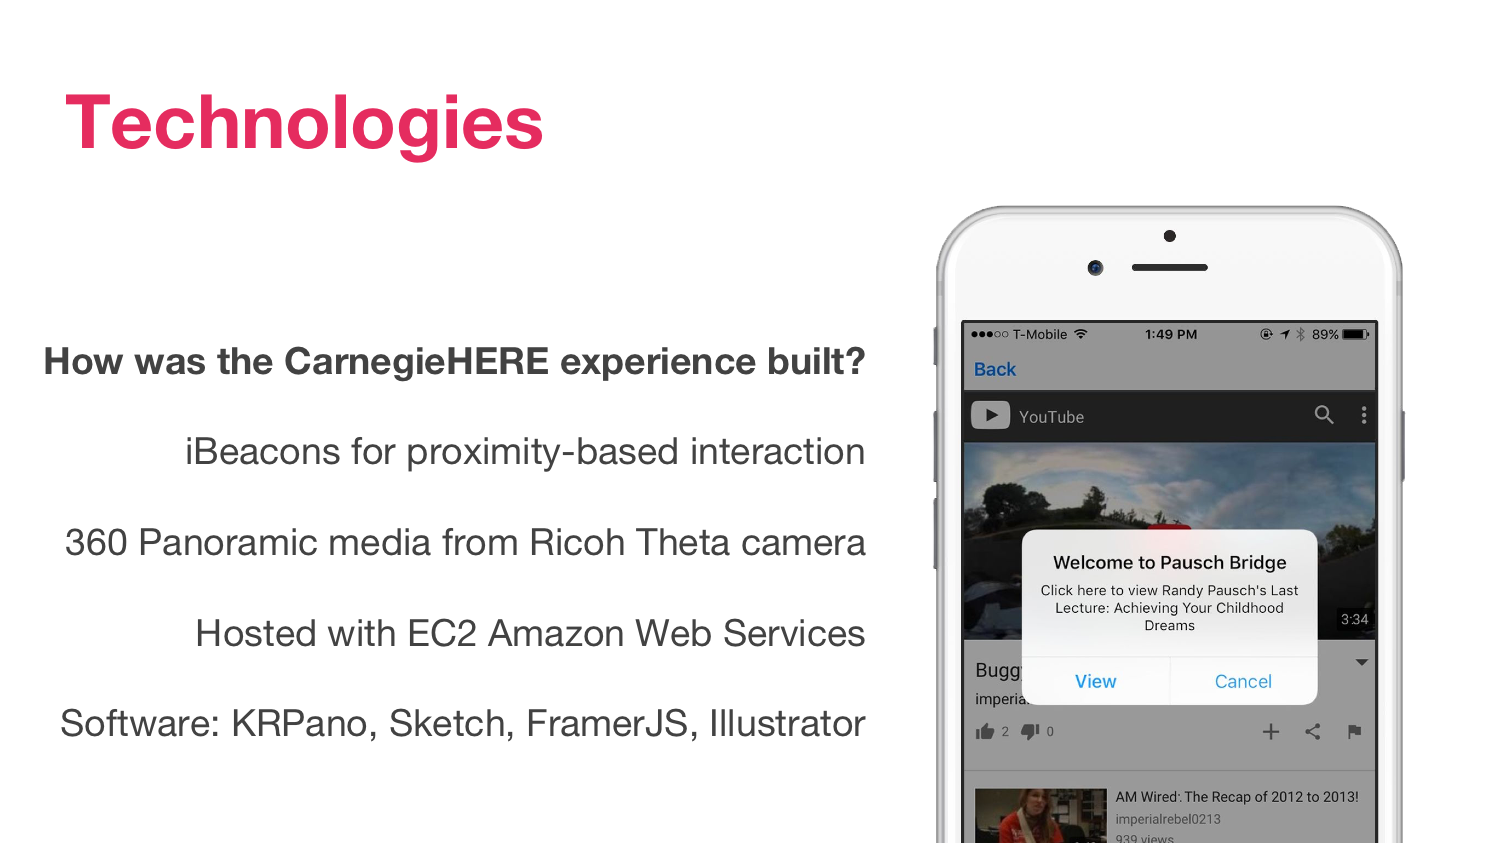 Technologies
How was the CarnegieHERE experience built?
iBeacons for proximity-based interaction
360 Panoramic media from Ricoh Theta camera
Hosted with EC2 Amazon Web Services
Software: KRPano, Sketch, FramerJS, Illustrator
T-Mobile 1:49 PM 89%
Back
YouTube
Welcome to Pausch Bridge
Click here to view Randy Pausch's Last
Lecture: Achieving Your Childhood
Dreams
3:34
View Cancel
Bugg
imperia
2 0
AM Wired: The Recap of 2012 to 2013!
imperialrebel0213
939 views